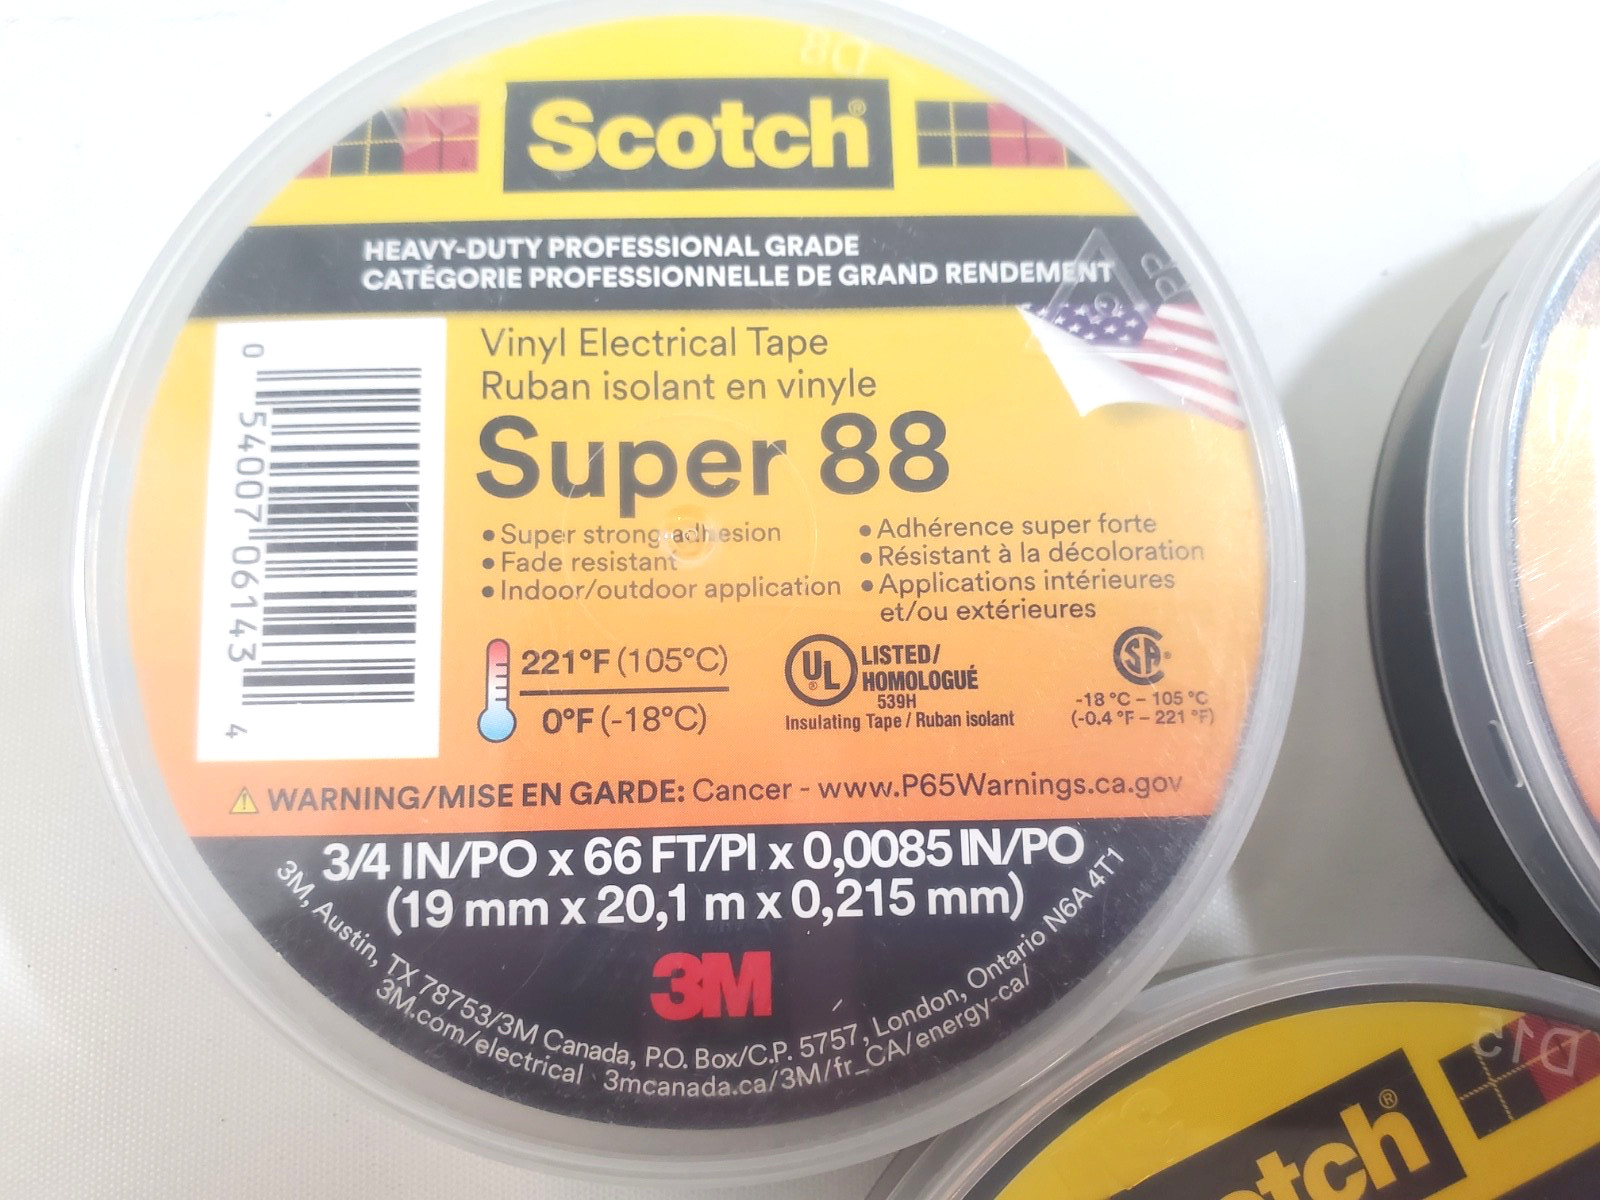 Scotch®
HEAVY-DUTY PROFESSIONAL GRADE
CATÉGORIE PROFESSIONNELLE DE GRAND RENDEMENT
Vinyl Electrical Tape
Ruban isolant en vinyle
Super 88
• Super strong adhesion
• Fade resistant
• Indoor/outdoor application
• Adhérence super forte
• Résistant à la décoloration
• Applications intérieures
et/ou extérieures
0 54007 06143 4
221°F (105°C)
0°F (-18°C)
UL®
LISTED/
HOMOLOGUÉ
539H
Insulating Tape / Ruban isolant
SA®
-18 °C – 105 °C
(-0.4 °F – 221 °F)
WARNING/MISE EN GARDE: Cancer - www.P65Warnings.ca.gov
3/4 IN/PO x 66 FT/PI x 0,0085 IN/PO
(19 mm x 20,1 m x 0,215 mm)
3M
3M, Austin, TX 78753/3M Canada, P.O. Box/C.P. 5757, London, Ontario N6A 4T1
3M.com/electrical 3mcanada.ca/3M/fr_CA/energy-ca/
otch®